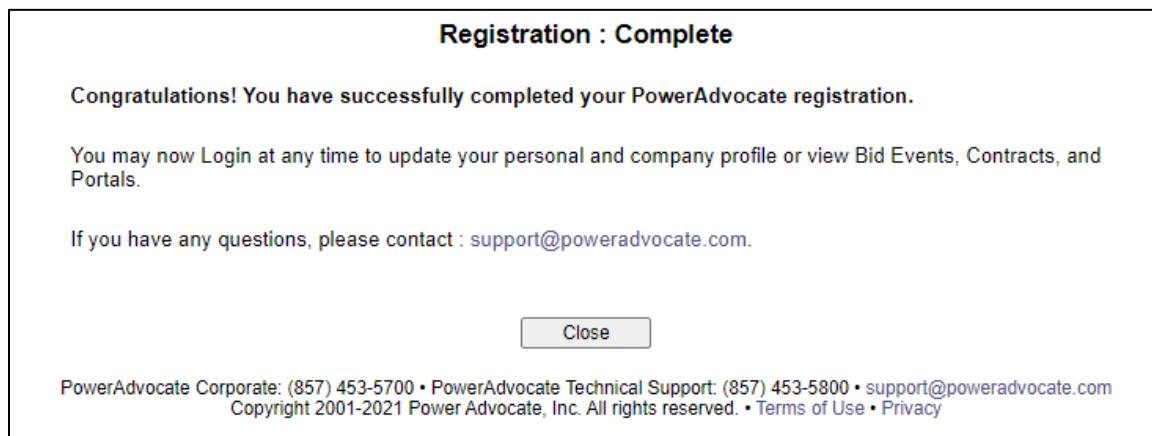 Registration : Complete
Congratulations! You have successfully completed your PowerAdvocate registration.
You may now Login at any time to update your personal and company profile or view Bid Events, Contracts, and
Portals.
If you have any questions, please contact : support@poweradvocate.com.
Close
PowerAdvocate Corporate: (857) 453-5700 • PowerAdvocate Technical Support: (857) 453-5800 • support@poweradvocate.com
Copyright 2001-2021 Power Advocate, Inc. All rights reserved. • Terms of Use • Privacy